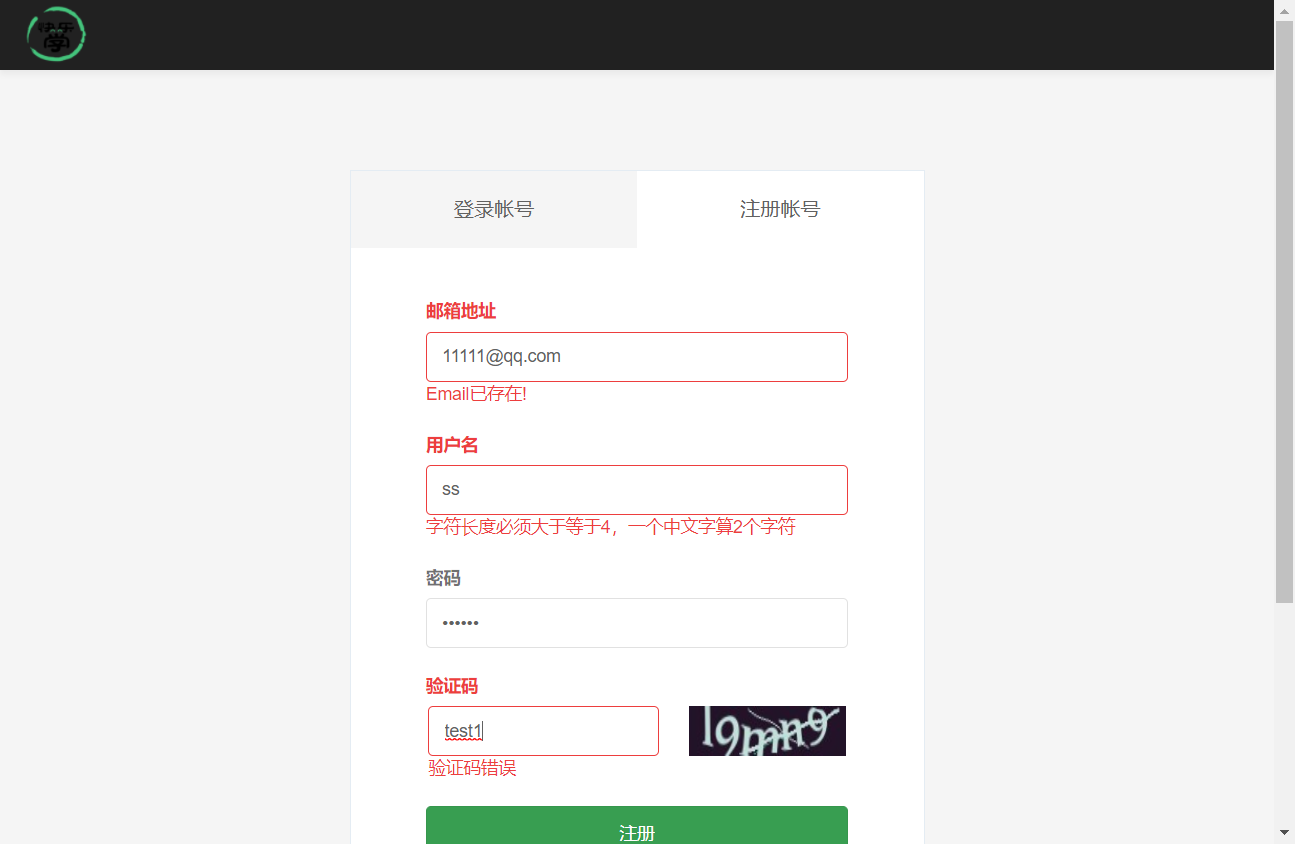 快乐
學
登录帐号
注册帐号
邮箱地址
11111@qq.com
Email已存在!
用户名
ss
字符长度必须大于等于4，一个中文字算2个字符
密码
••••••
验证码
test1
验证码错误
注册